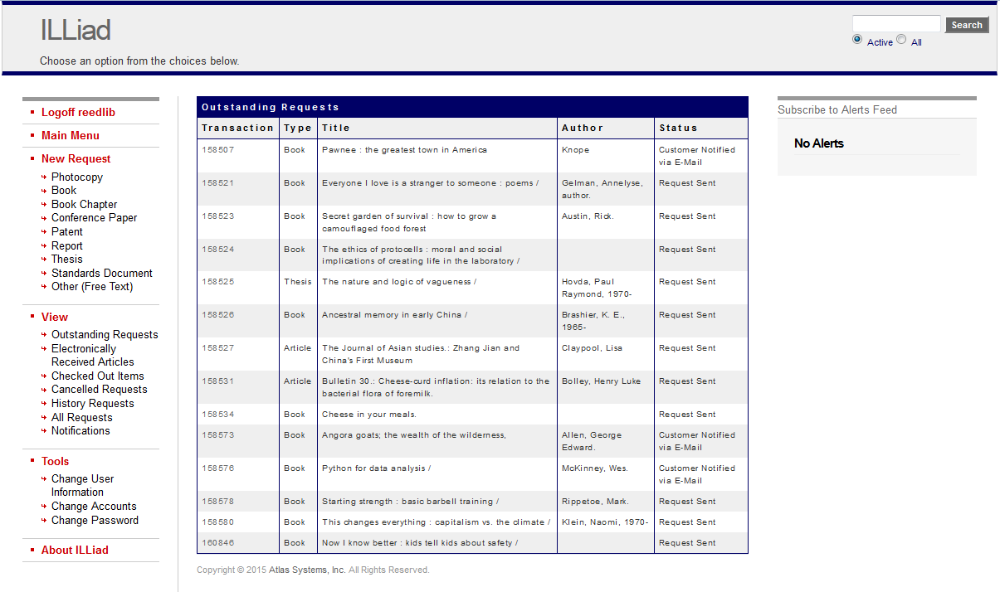 ILLiad
Search
Active All
Choose an option from the choices below.
Logoff reedlib
Main Menu
New Request
Photocopy
Book
Book Chapter
Conference Paper
Patent
Report
Thesis
Standards Document
Other (Free Text)
View
Outstanding Requests
Electronically
Received Articles
Checked Out Items
Cancelled Requests
History Requests
All Requests
Notifications
Tools
Change User
Information
Change Accounts
Change Password
About ILLiad
Outstanding Requests
Transaction Type Title Author Status
158507 Book Pawnee : the greatest town in America Knope Customer Notified
via E-Mail
158521 Book Everyone I love is a stranger to someone : poems / Gelman, Annelyse, Request Sent
author.
158523 Book Secret garden of survival : how to grow a Austin, Rick. Request Sent
camouflaged food forest
158524 Book The ethics of protocells : moral and social Request Sent
implications of creating life in the laboratory /
158525 Thesis The nature and logic of vagueness / Hovda, Paul Request Sent
Raymond, 1970-
158526 Book Ancestral memory in early China / Brashier, K. E., Request Sent
1965-
158527 Article The Journal of Asian studies.: Zhang Jian and Claypool, Lisa Request Sent
China's First Museum
158531 Article Bulletin 30.: Cheese-curd inflation: its relation to the Bolley, Henry Luke Request Sent
bacterial flora of foremilk.
158534 Book Cheese in your meals. Request Sent
158573 Book Angora goats; the wealth of the wilderness, Allen, George Customer Notified
Edward. via E-Mail
158576 Book Python for data analysis / McKinney, Wes. Customer Notified
via E-Mail
158578 Book Starting strength : basic barbell training / Rippetoe, Mark. Request Sent
158580 Book This changes everything : capitalism vs. the climate / Klein, Naomi, 1970- Request Sent
160846 Book Now I know better : kids tell kids about safety / Request Sent
Copyright © 2015 Atlas Systems, Inc. All Rights Reserved.
Subscribe to Alerts Feed
No Alerts